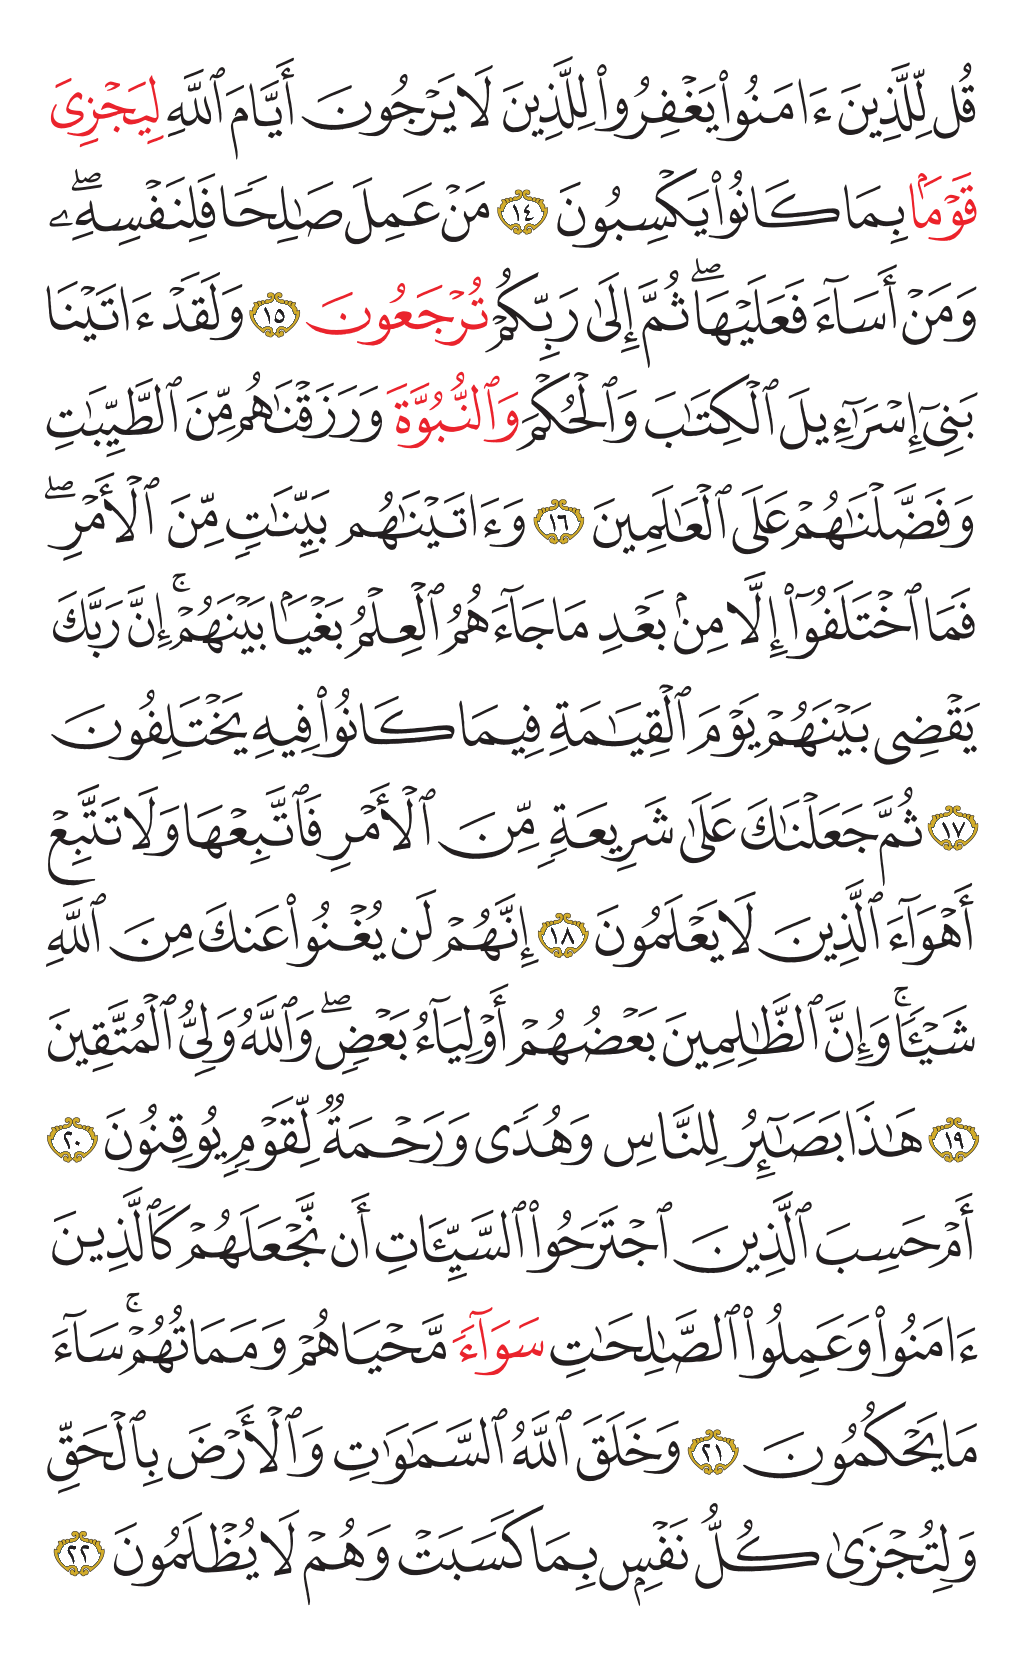 قُل لِّلَّذِينَ ءَامَنُوا۟ يَغْفِرُوا۟ لِلَّذِينَ لَا يَرْجُونَ أَيَّامَ ٱللَّهِ لِيَجْزِىَ
قَوْمَۢا بِمَا كَانُوا۟ يَكْسِبُونَ ١٤ مَنْ عَمِلَ صَـٰلِحًا فَلِنَفْسِهِۦۖ
وَمَنْ أَسَآءَ فَعَلَيْهَاۖ ثُمَّ إِلَىٰ رَبِّكُمْ تُرْجَعُونَ ١٥ وَلَقَدْ ءَاتَيْنَا
بَنِىٓ إِسْرَٰٓءِيلَ ٱلْكِتَـٰبَ وَٱلْحُكْمَ وَٱلنُّبُوَّةَ وَرَزَقْنَـٰهُم مِّنَ ٱلطَّيِّبَـٰتِ
وَفَضَّلْنَـٰهُمْ عَلَى ٱلْعَـٰلَمِينَ ١٦ وَءَاتَيْنَـٰهُم بَيِّنَـٰتٍ مِّنَ ٱلْأَمْرِۖ
فَمَا ٱخْتَلَفُوٓا۟ إِلَّا مِنۢ بَعْدِ مَا جَآءَهُمُ ٱلْعِلْمُ بَغْيَۢا بَيْنَهُمْۚ إِنَّ رَبَّكَ
يَقْضِى بَيْنَهُمْ يَوْمَ ٱلْقِيَـٰمَةِ فِيمَا كَانُوا۟ فِيهِ يَخْتَلِفُونَ
١٧ ثُمَّ جَعَلْنَـٰكَ عَلَىٰ شَرِيعَةٍ مِّنَ ٱلْأَمْرِ فَٱتَّبِعْهَا وَلَا تَتَّبِعْ
أَهْوَآءَ ٱلَّذِينَ لَا يَعْلَمُونَ ١٨ إِنَّهُمْ لَن يُغْنُوا۟ عَنكَ مِنَ ٱللَّهِ
شَيْـًٔاۚ وَإِنَّ ٱلظَّـٰلِمِينَ بَعْضُهُمْ أَوْلِيَآءُ بَعْضٍۖ وَٱللَّهُ وَلِىُّ ٱلْمُتَّقِينَ
١٩ هَـٰذَا بَصَـٰٓئِرُ لِلنَّاسِ وَهُدًى وَرَحْمَةٌ لِّقَوْمٍ يُوقِنُونَ ٢٠
أَمْ حَسِبَ ٱلَّذِينَ ٱجْتَرَحُوا۟ ٱلسَّيِّـَٔاتِ أَن نَّجْعَلَهُمْ كَٱلَّذِينَ
ءَامَنُوا۟ وَعَمِلُوا۟ ٱلصَّـٰلِحَـٰتِ سَوَآءً مَّحْيَاهُمْ وَمَمَاتُهُمْۚ سَآءَ
مَا يَحْكُمُونَ ٢١ وَخَلَقَ ٱللَّهُ ٱلسَّمَـٰوَٰتِ وَٱلْأَرْضَ بِٱلْحَقِّ
وَلِتُجْزَىٰ كُلُّ نَفْسٍۭ بِمَا كَسَبَتْ وَهُمْ لَا يُظْلَمُونَ ٢٢